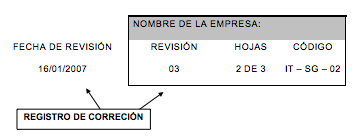 NOMBRE DE LA EMPRESA:
FECHA DE REVISIÓN REVISIÓN HOJAS CÓDIGO
16/01/2007 03 2 DE 3 IT – SG – 02
REGISTRO DE CORRECIÓN